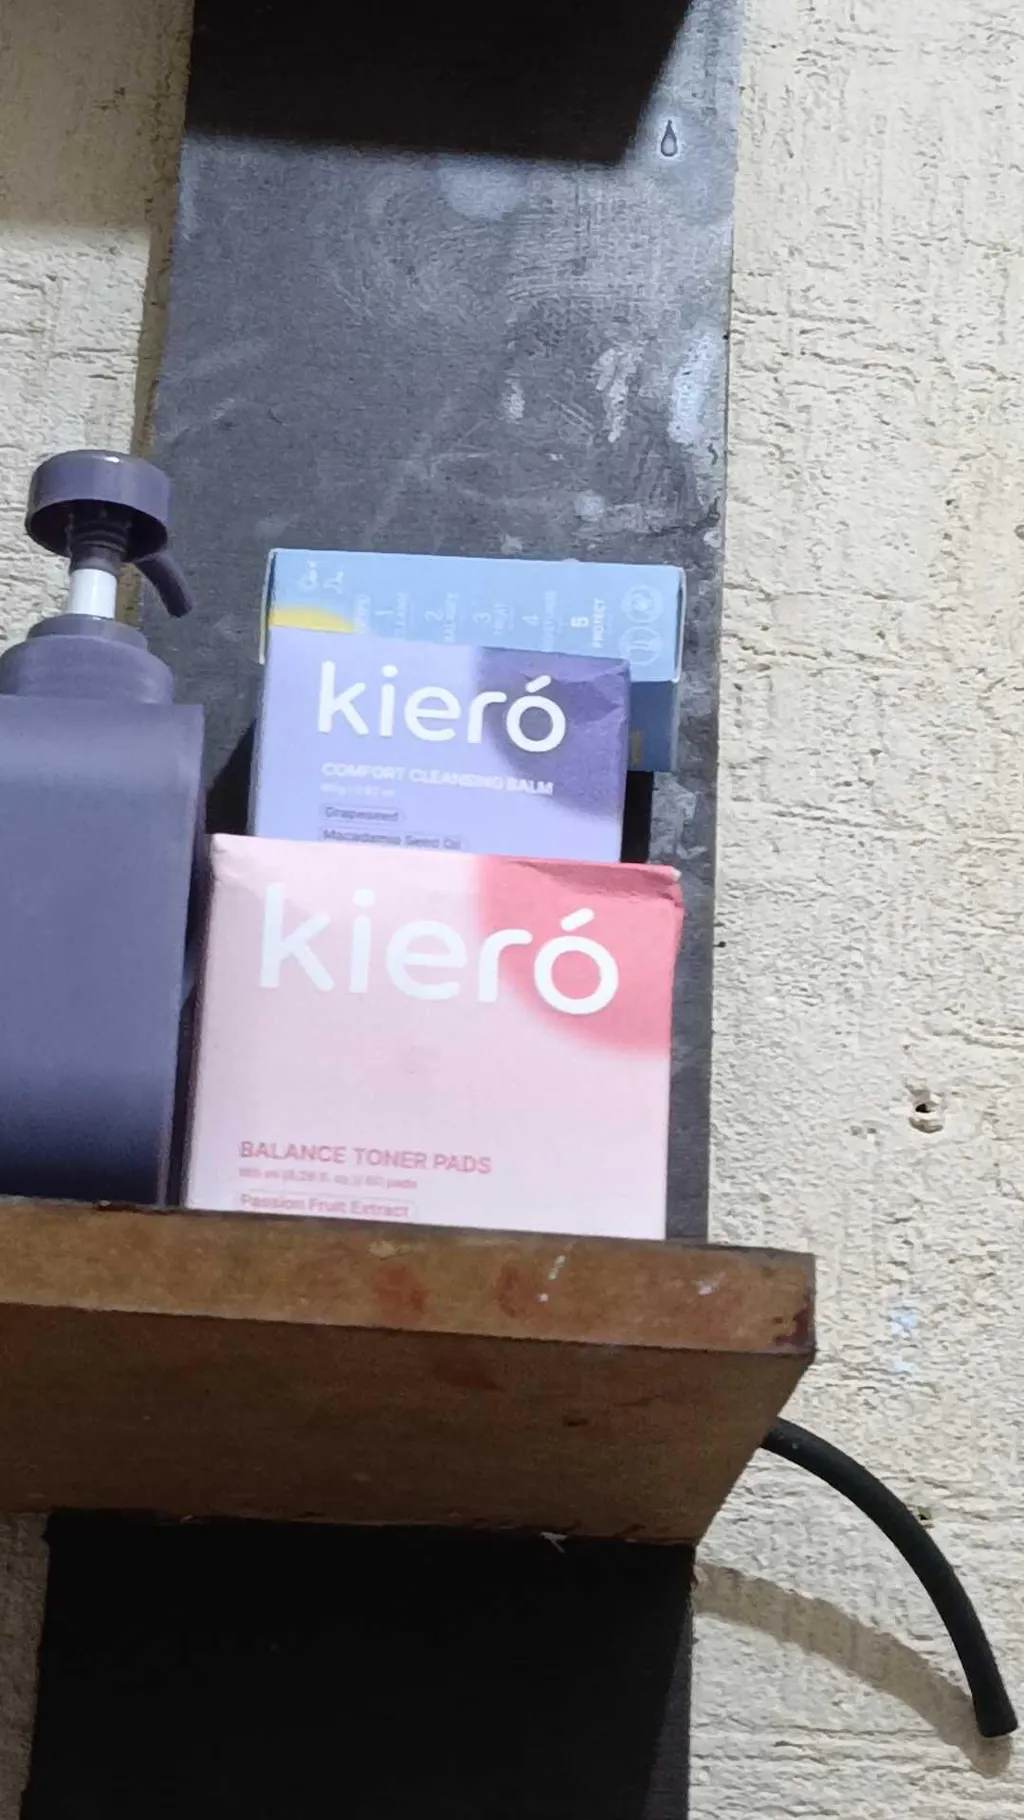 1
2
3
4
5
PROTECT
kieró
COMFORT CLEANSING BALM
Grapeseed
Macadamia Seed Oil
kieró
BALANCE TONER PADS
Passion Fruit Extract